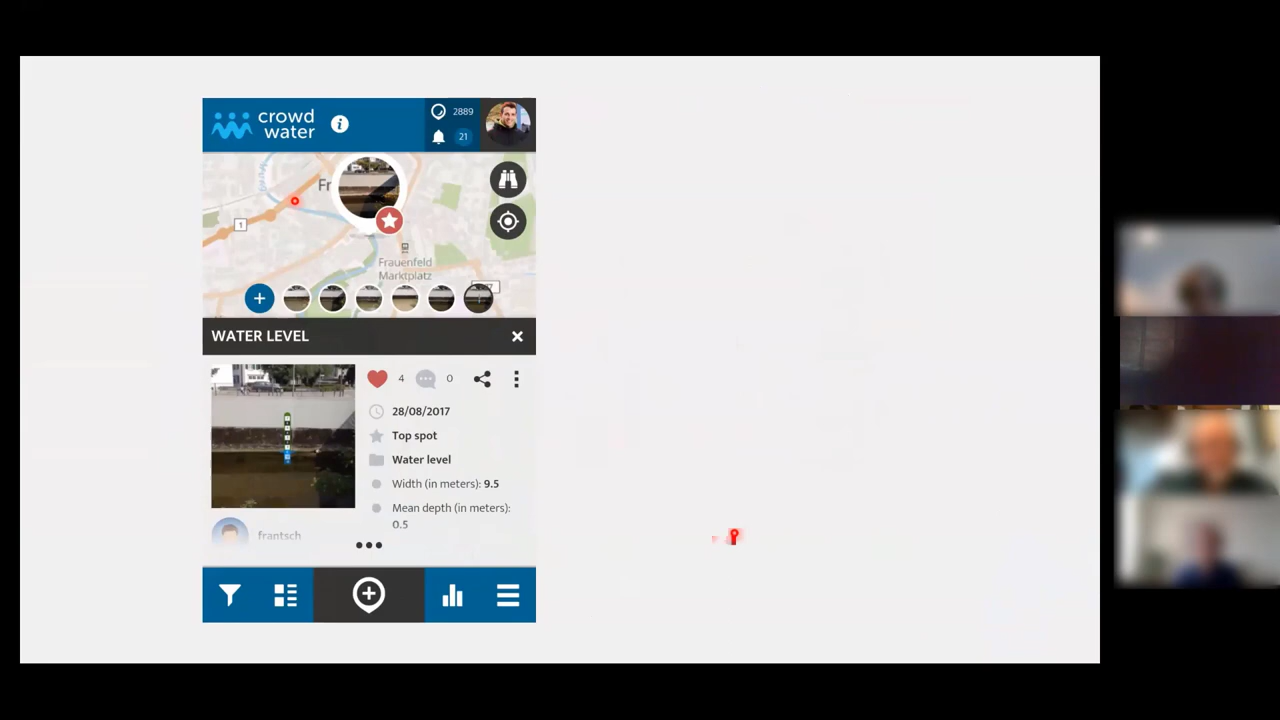 crowd
water
i
2889
21
Fr
1
Frauenfeld
Marktplatz
WATER LEVEL
4
0
28/08/2017
Top spot
Water level
Width (in meters): 9.5
Mean depth (in meters):
0.5
frantsch